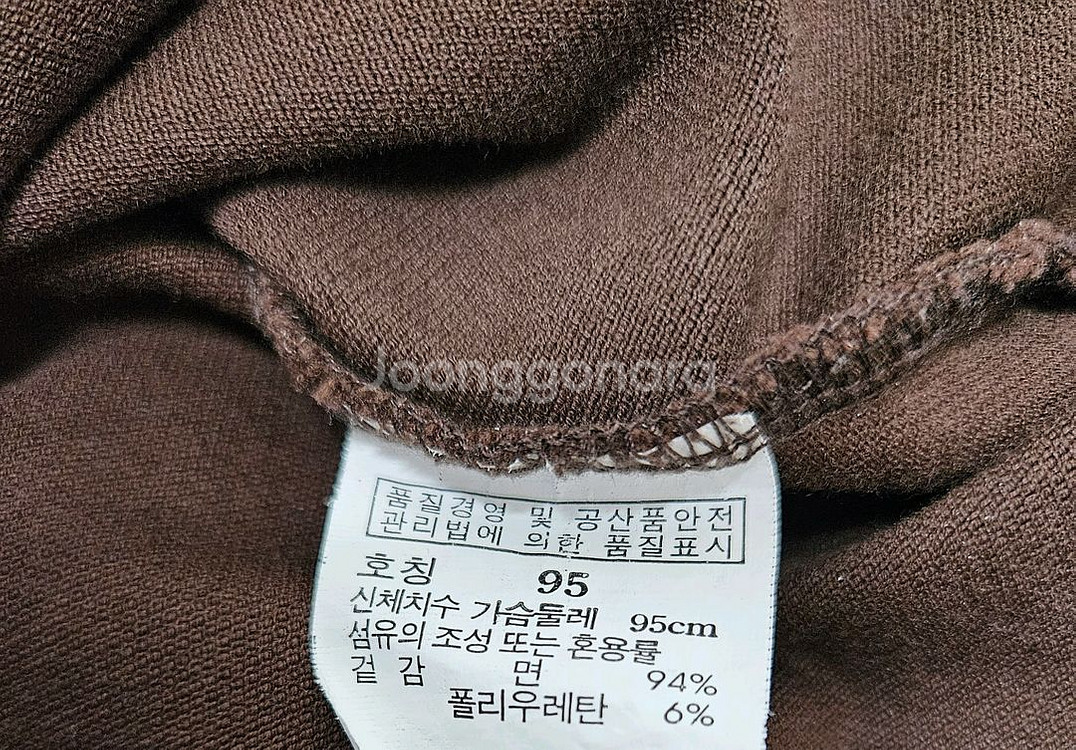 Joonggonara
품질경영 및 공산품안전
관리법에 의한 품질표시
호칭 95
신체치수 가슴둘레 95cm
섬유의 조성 또는 혼용률
겉 감 면 94%
폴리우레탄 6%